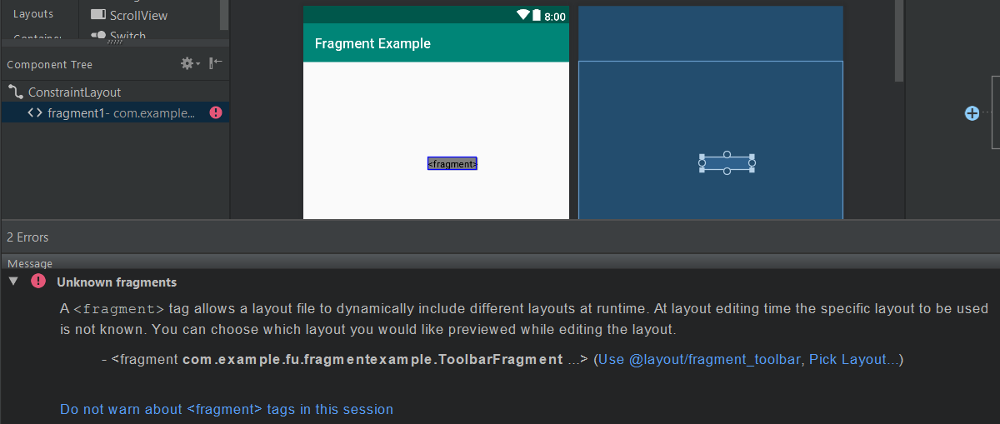 Layouts
ScrollView
8:00
Switch
Component Tree
Fragment Example
ConstraintLayout
fragment1- com.example...
<fragment>
2 Errors
Message
Unknown fragments
A <fragment> tag allows a layout file to dynamically include different layouts at runtime. At layout editing time the specific layout to be used
is not known. You can choose which layout you would like previewed while editing the layout.
- <fragment com.example.fu.fragmentexample.ToolbarFragment ...> (Use @layout/fragment_toolbar, Pick Layout...)
Do not warn about <fragment> tags in this session